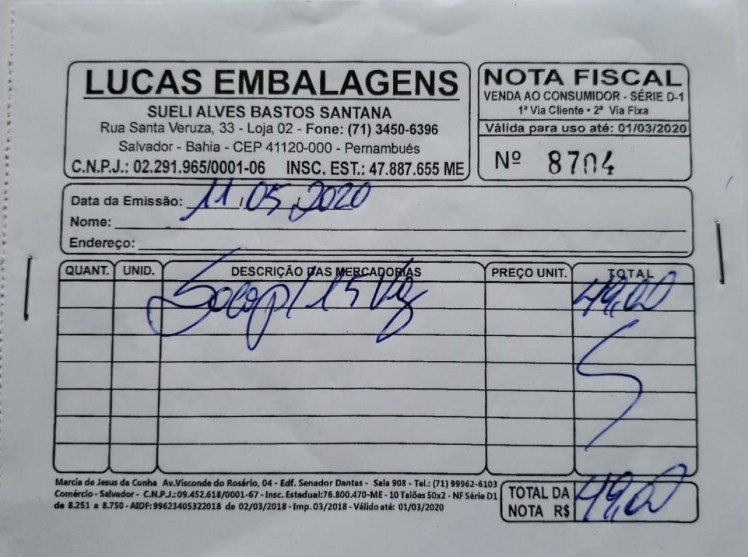 LUCAS EMBALAGENS
SUELI ALVES BASTOS SANTANA
Rua Santa Veruza, 33 - Loja 02 - Fone: (71) 3450-6396
Salvador - Bahia - CEP 41120-000 - Pernambués
C.N.P.J.: 02.291.965/0001-06 INSC. EST.: 47.887.655 ME
NOTA FISCAL
VENDA AO CONSUMIDOR - SÉRIE D-1
1ª Via Cliente - 2ª Via Fixa
Válida para uso até: 01/03/2020
Nº 8704
Data da Emissão: 11/05/2020
Nome:
Endereço:
QUANT. UNID. DESCRIÇÃO DAS MERCADORIAS PREÇO UNIT. TOTAL
p/ 15 kg 49,00
Marcia de Jesus da Cunha Av.Visconde do Rosário, 04 - Edf. Senador Dantas - Sala 908 - Tel.: (71) 99962-6103
Comércio - Salvador - C.N.P.J.:09.452.618/0001-67 - Insc. Estadual:76.800.470-ME - 10 Talões 50x2 - NF Série D1
de 8.251 a 8.750 - AIDF:99623405322018 de 02/03/2018 - Imp. 03/2018 - Válido até: 01/03/2020
TOTAL DA NOTA R$ 49,00